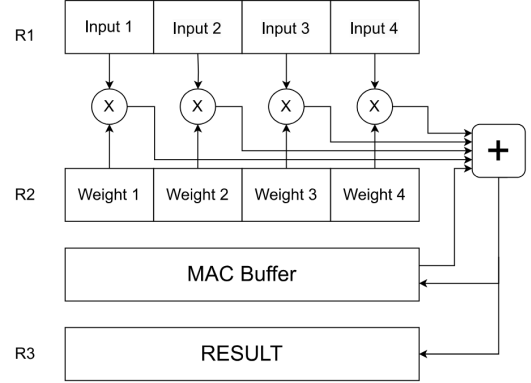 R1 Input 1 Input 2 Input 3 Input 4
X X X X
+
R2 Weight 1 Weight 2 Weight 3 Weight 4
MAC Buffer
R3 RESULT